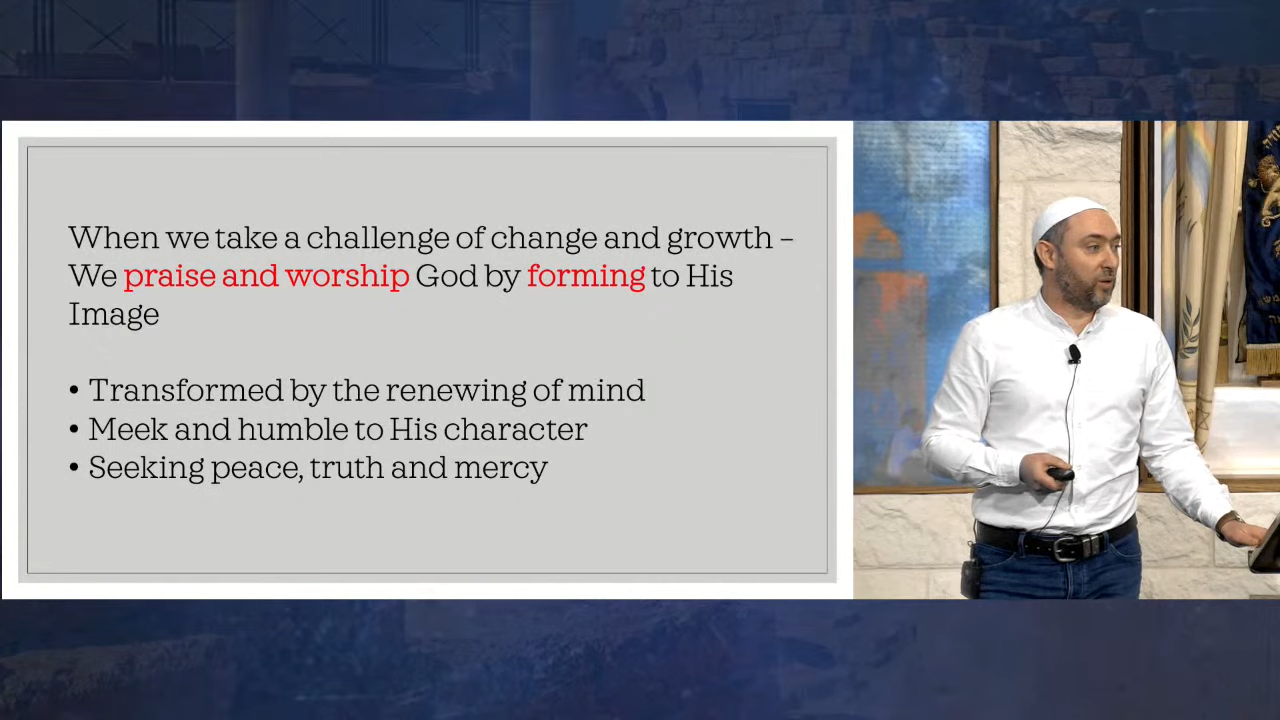 When we take a challenge of change and growth –
We praise and worship God by forming to His
Image
• Transformed by the renewing of mind
• Meek and humble to His character
• Seeking peace, truth and mercy